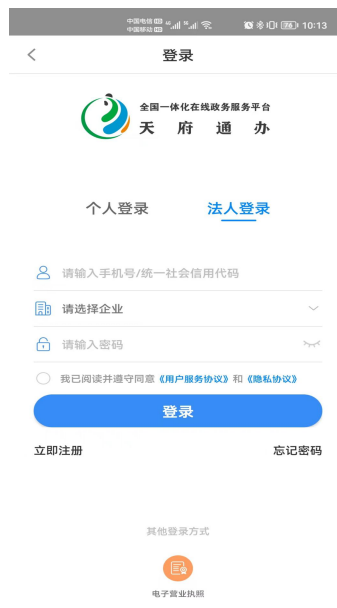 中国电信 HD
中国移动 HD 10:13
登录
全国一体化在线政务服务平台
天府通办
个人登录 法人登录
请输入手机号/统一社会信用代码
请选择企业
请输入密码
我已阅读并遵守同意《用户服务协议》和《隐私协议》
登录
立即注册 忘记密码
其他登录方式
电子营业执照